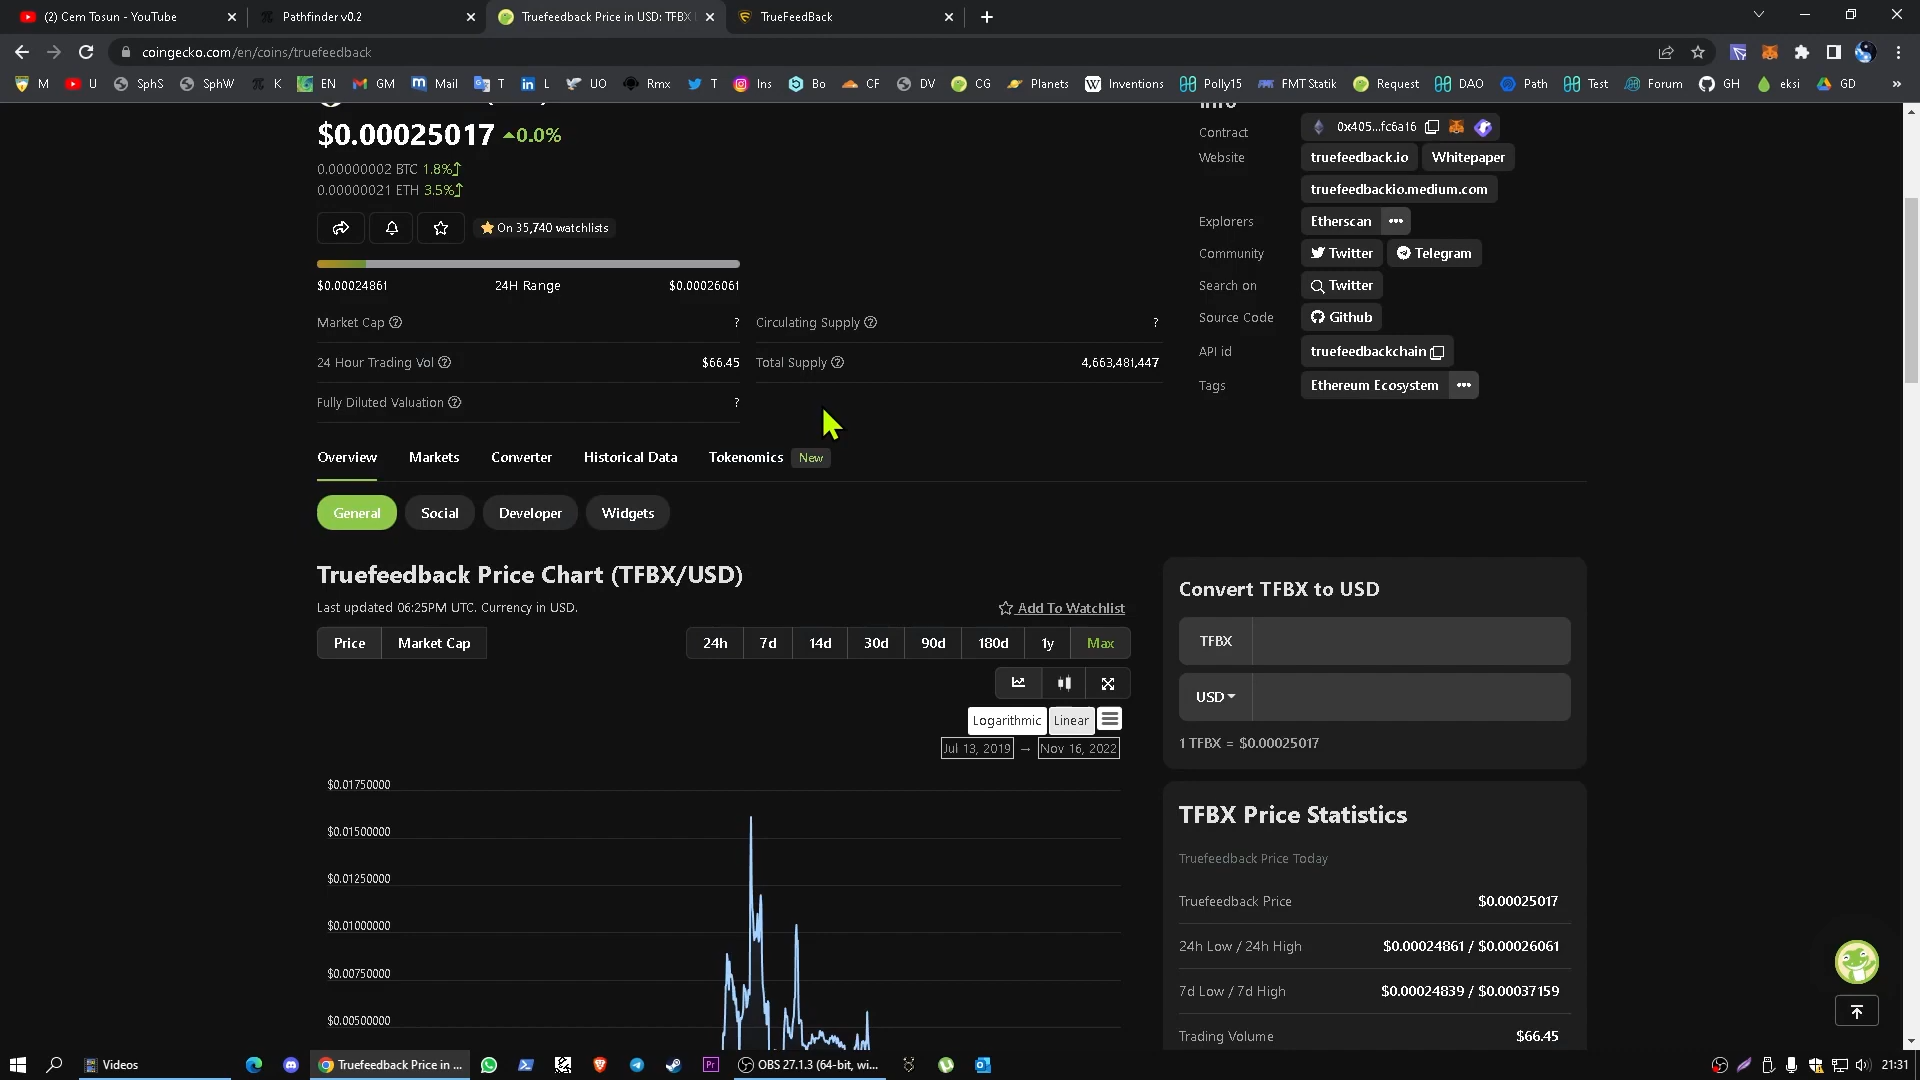 (2) Cem Tosun - YouTube
Pathfinder v0.2
Truefeedback Price in USD: TFBX
TrueFeedBack
coingecko.com/en/coins/truefeedback
M
U
SphS
SphW
K
EN
GM
Mail
T
L
UO
Rmx
T
Ins
Bo
CF
DV
CG
Planets
Inventions
Polly15
FMT Statik
Request
DAO
Path
Test
Forum
GH
eksi
GD
»
Info
$0.00025017 0.0%
0.00000002 BTC 1.8%
0.00000021 ETH 3.5%
On 35,740 watchlists
$0.00024861 24H Range $0.00026061
Market Cap ?
Circulating Supply ?
24 Hour Trading Vol $66.45
Total Supply 4,663,481,447
Fully Diluted Valuation ?
Contract 0x405...fc6a16
Website truefeedback.io Whitepaper
truefeedbackio.medium.com
Explorers Etherscan
Community Twitter Telegram
Search on Twitter
Source Code Github
API id truefeedbackchain
Tags Ethereum Ecosystem
Overview Markets Converter Historical Data Tokenomics New
General Social Developer Widgets
Truefeedback Price Chart (TFBX/USD)
Last updated 06:25PM UTC. Currency in USD.
Add To Watchlist
Price Market Cap
24h 7d 14d 30d 90d 180d 1y Max
Logarithmic Linear
Jul 13, 2019 → Nov 16, 2022
$0.01750000
$0.01500000
$0.01250000
$0.01000000
$0.00750000
$0.00500000
Convert TFBX to USD
TFBX
USD
1 TFBX = $0.00025017
TFBX Price Statistics
Truefeedback Price Today
Truefeedback Price $0.00025017
24h Low / 24h High $0.00024861 / $0.00026061
7d Low / 7d High $0.00024839 / $0.00037159
Trading Volume $66.45
Videos
Truefeedback Price in ...
OBS 27.1.3 (64-bit, wi...
21:31